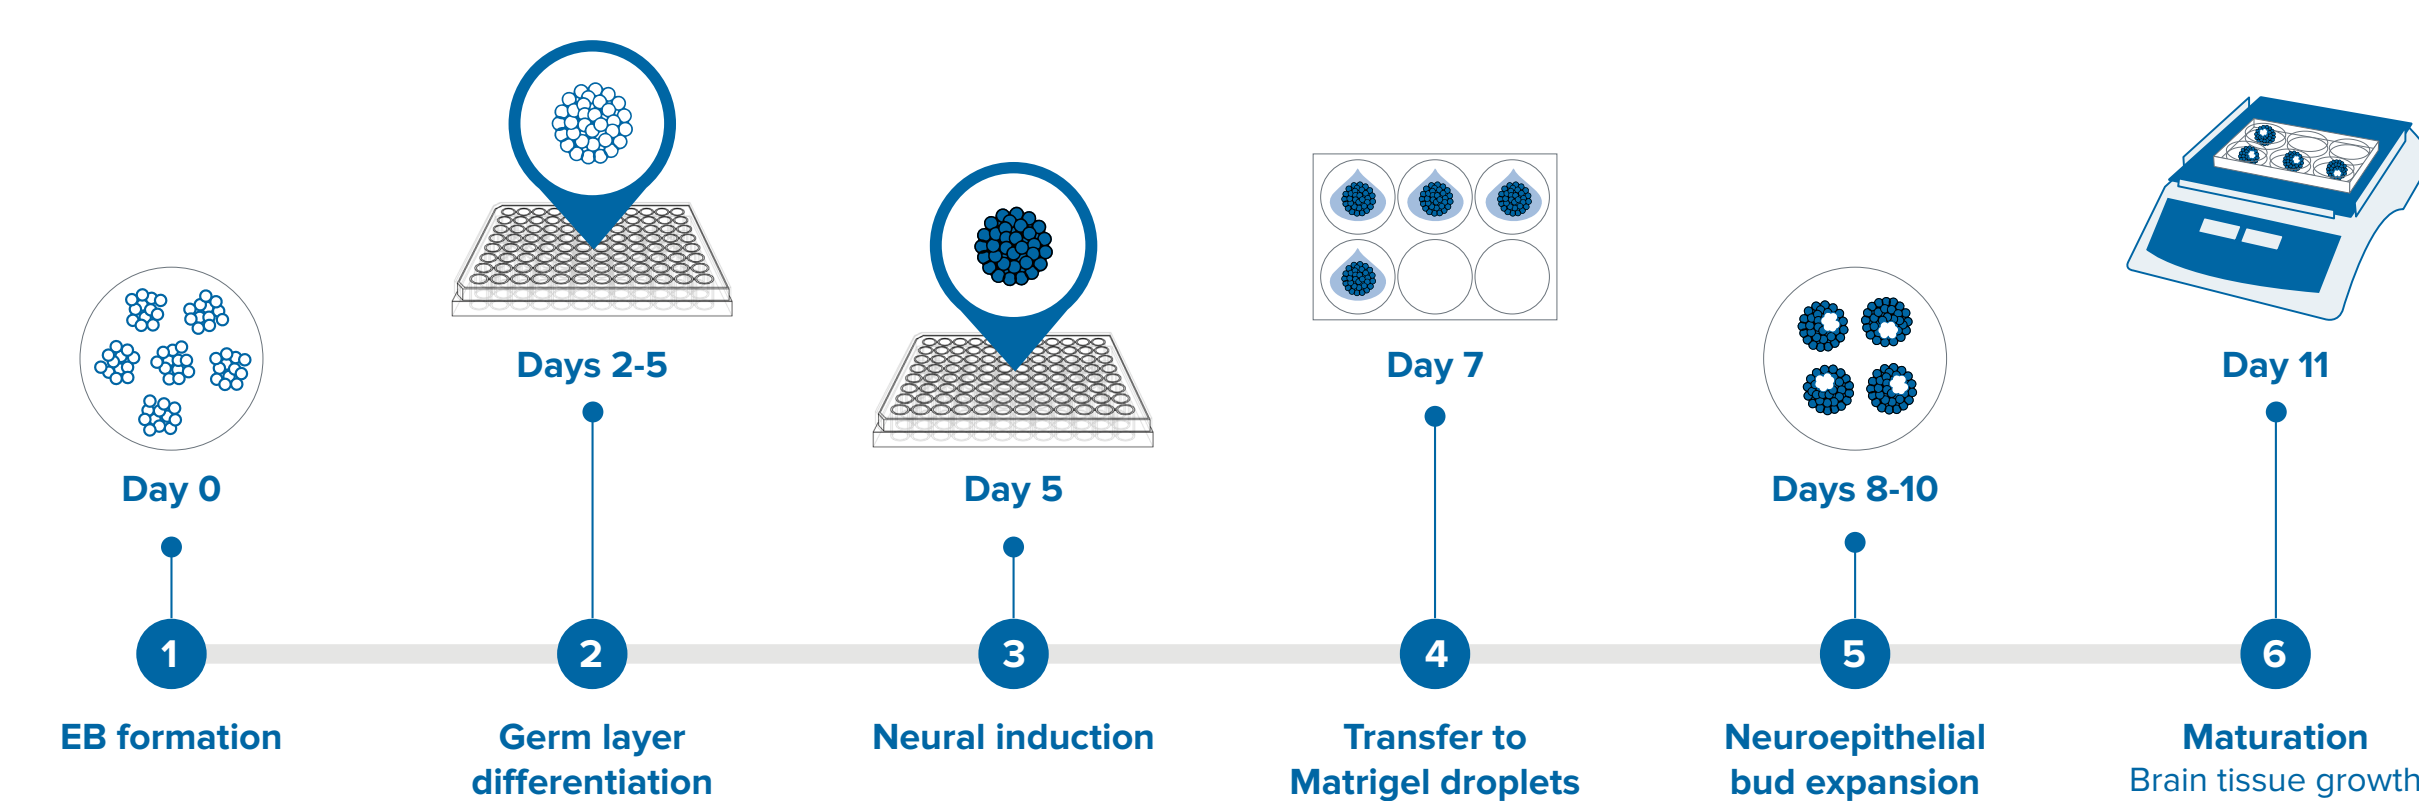 Day 0
Days 2-5
Day 5
Day 7
Days 8-10
Day 11
1
2
3
4
5
6
EB formation
Germ layer
differentiation
Neural induction
Transfer to
Matrigel droplets
Neuroepithelial
bud expansion
Maturation
Brain tissue growth